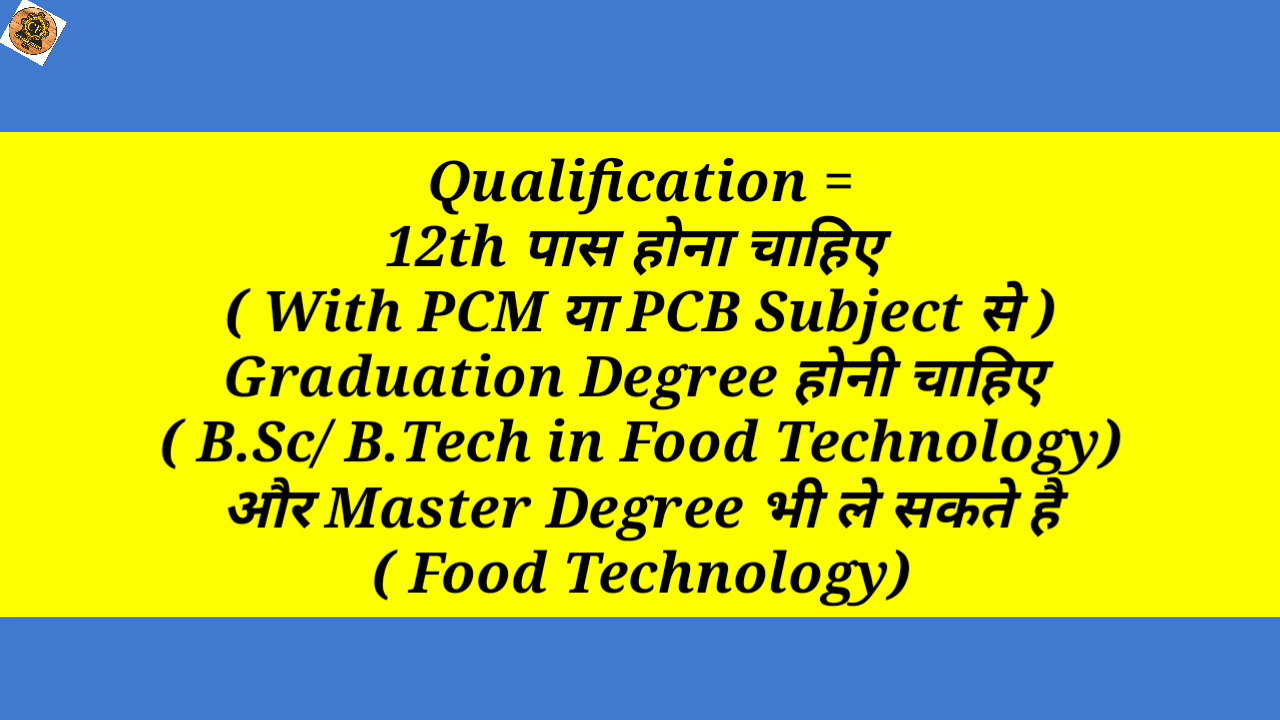 Qualification =
12th पास होना चाहिए
( With PCM या PCB Subject से )
Graduation Degree होनी चाहिए
( B.Sc/ B.Tech in Food Technology)
और Master Degree भी ले सकते है
( Food Technology)